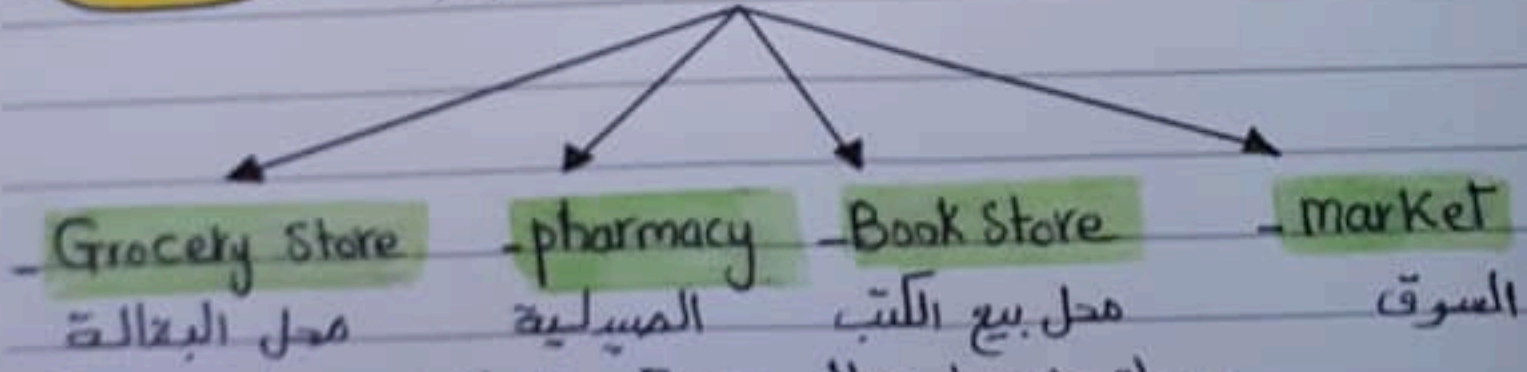 - Grocery Store -pharmacy -Book Store - market
محل البقالة الصيدلية محل بيع الكتب السوق